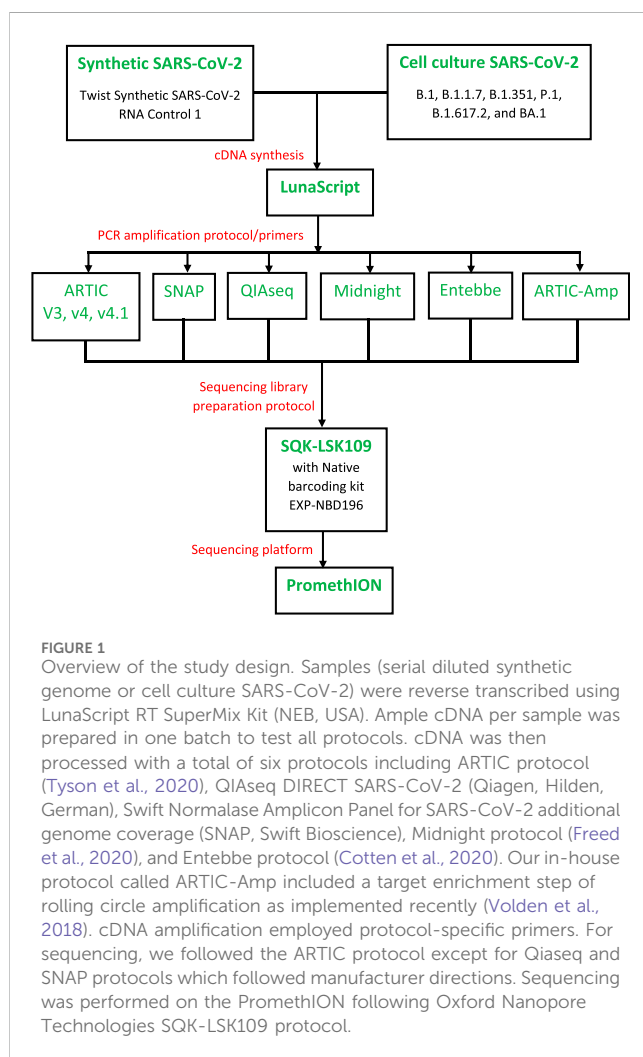 Synthetic SARS-CoV-2
Twist Synthetic SARS-CoV-2
RNA Control 1
Cell culture SARS-CoV-2
B.1, B.1.1.7, B.1.351, P.1,
B.1.617.2, and BA.1
cDNA synthesis
LunaScript
PCR amplification protocol/primers
ARTIC
V3, v4, v4.1
SNAP
QIAseq
Midnight
Entebbe
ARTIC-Amp
Sequencing library
preparation protocol
SQK-LSK109
with Native
barcoding kit
EXP-NBD196
Sequencing platform
PromethION
FIGURE 1
Overview of the study design. Samples (serial diluted synthetic
genome or cell culture SARS-CoV-2) were reverse transcribed using
LunaScript RT SuperMix Kit (NEB, USA). Ample cDNA per sample was
prepared in one batch to test all protocols. cDNA was then
processed with a total of six protocols including ARTIC protocol
(Tyson et al., 2020), QIAseq DIRECT SARS-CoV-2 (Qiagen, Hilden,
German), Swift Normalase Amplicon Panel for SARS-CoV-2 additional
genome coverage (SNAP, Swift Bioscience), Midnight protocol (Freed
et al., 2020), and Entebbe protocol (Cotten et al., 2020). Our in-house
protocol called ARTIC-Amp included a target enrichment step of
rolling circle amplification as implemented recently (Volden et al.,
2018). cDNA amplification employed protocol-specific primers. For
sequencing, we followed the ARTIC protocol except for Qiaseq and
SNAP protocols which followed manufacturer directions. Sequencing
was performed on the PromethION following Oxford Nanopore
Technologies SQK-LSK109 protocol.